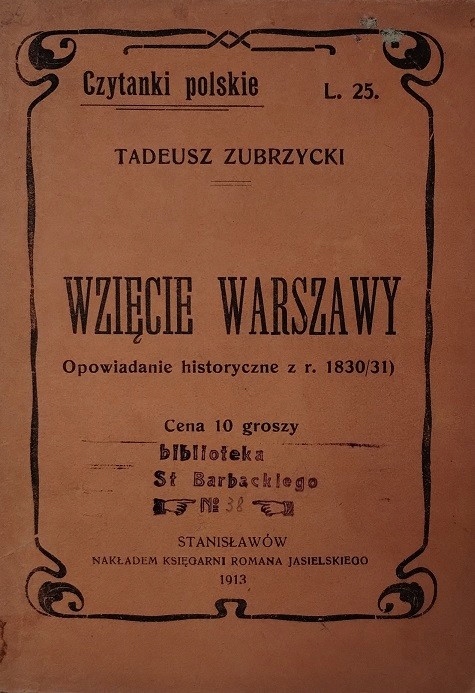 Czytanki polskie
L. 25.
TADEUSZ ZUBRZYCKI
WZIĘCIE WARSZAWY
Opowiadanie historyczne z r. 1830/31)
Cena 10 groszy
biblioteka
St Barbackiego
№ 38
STANISŁAWÓW
NAKŁADEM KSIĘGARNI ROMANA JASIELSKIEGO
1913